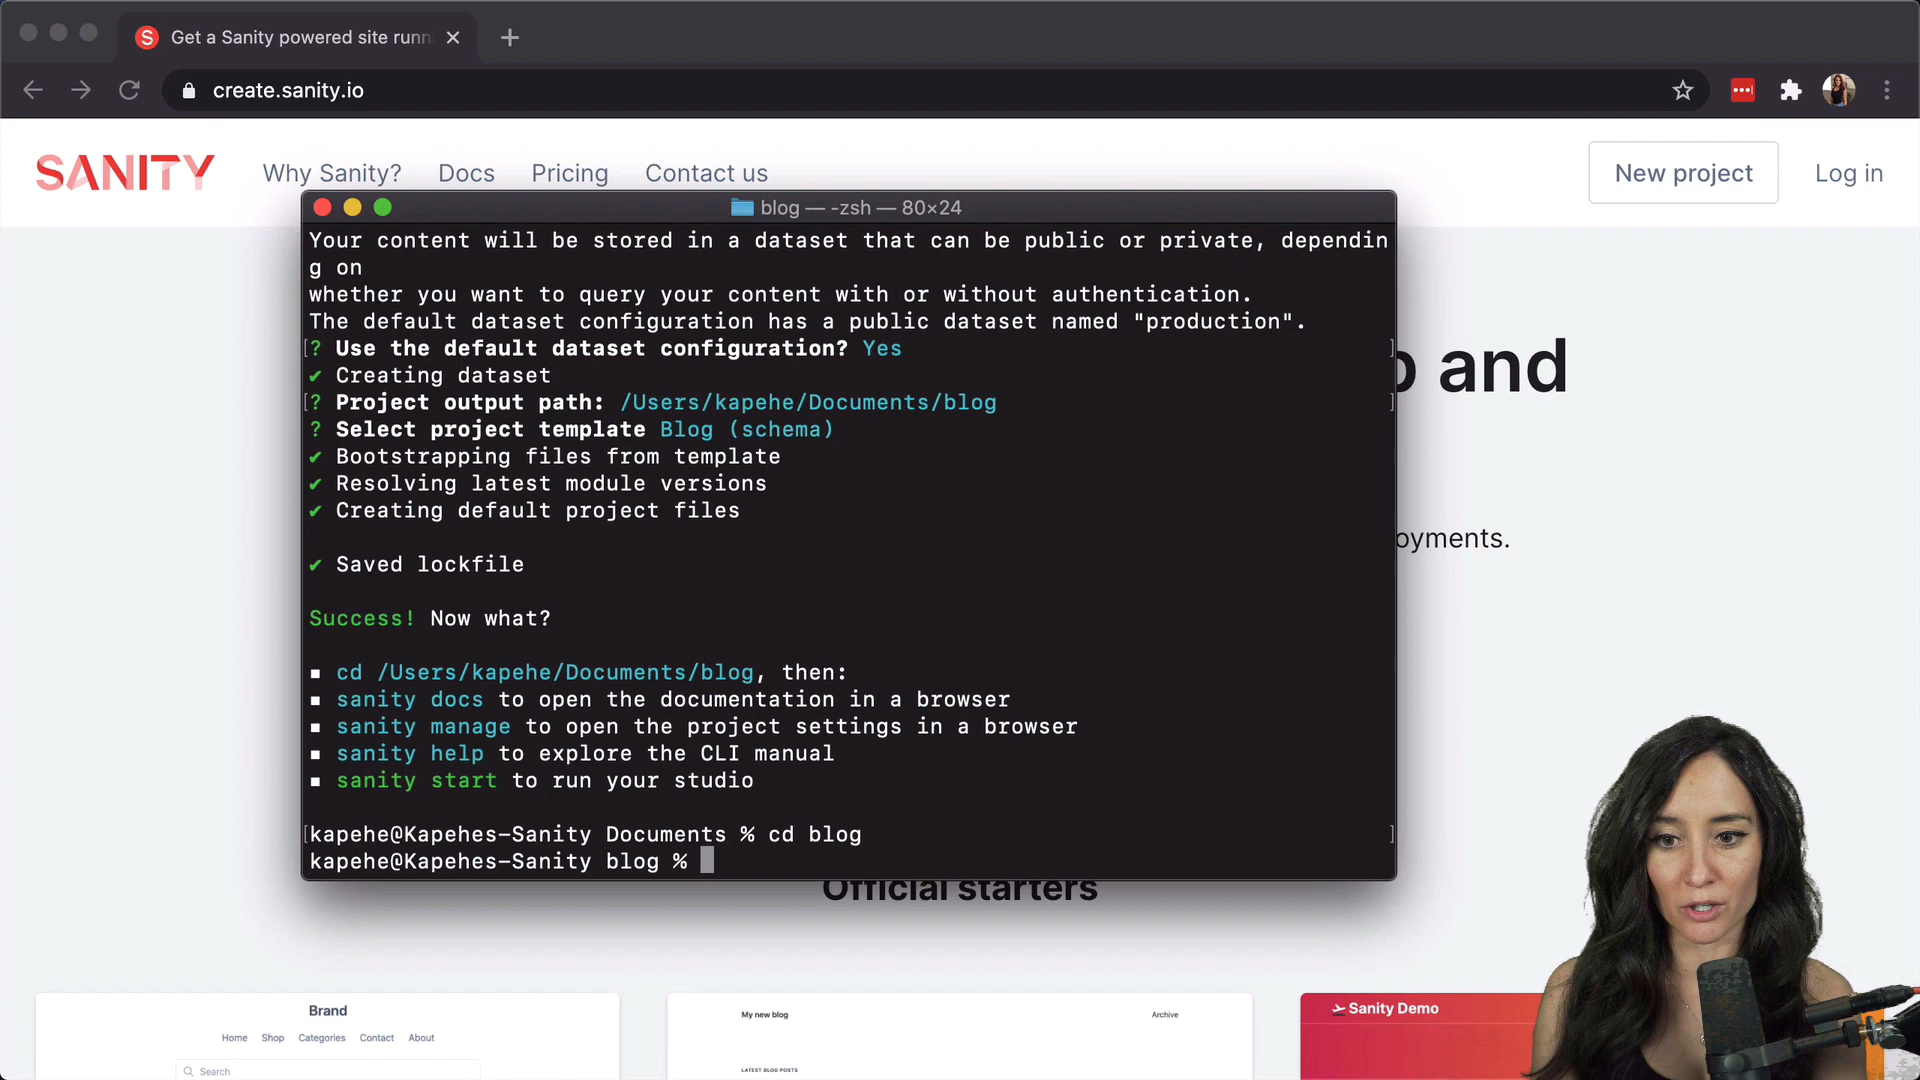 Get a Sanity powered site runn
create.sanity.io
SANITY
Why Sanity?
Docs
Pricing
Contact us
New project
Log in
blog — -zsh — 80×24
Your content will be stored in a dataset that can be public or private, dependin
g on
whether you want to query your content with or without authentication.
The default dataset configuration has a public dataset named "production".
[? Use the default dataset configuration? Yes ]
✔ Creating dataset
[? Project output path: /Users/kapehe/Documents/blog ]
? Select project template Blog (schema)
✔ Bootstrapping files from template
✔ Resolving latest module versions
✔ Creating default project files
✔ Saved lockfile
Success! Now what?
▪ cd /Users/kapehe/Documents/blog, then:
▪ sanity docs to open the documentation in a browser
▪ sanity manage to open the project settings in a browser
▪ sanity help to explore the CLI manual
▪ sanity start to run your studio
[kapehe@Kapehes-Sanity Documents % cd blog ]
kapehe@Kapehes-Sanity blog %
p and
oyments.
Official starters
Brand
Home
Shop
Categories
Contact
About
Search
My new blog
Archive
LATEST BLOG POSTS
Sanity Demo